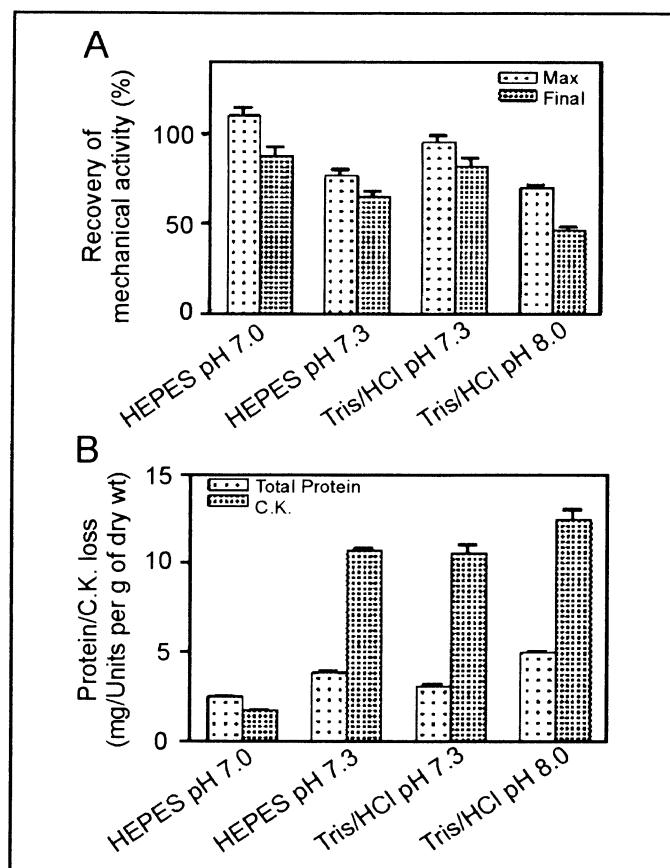 A
Recovery of
mechanical activity (%)
100
50
0
Max
Final
HEPES pH 7.0
HEPES pH 7.3
Tris/HCl pH 7.3
Tris/HCl pH 8.0
B
Protein/C.K. loss
(mg/Units per g of dry wt)
15
10
5
0
Total Protein
C.K.
HEPES pH 7.0
HEPES pH 7.3
Tris/HCl pH 7.3
Tris/HCl pH 8.0